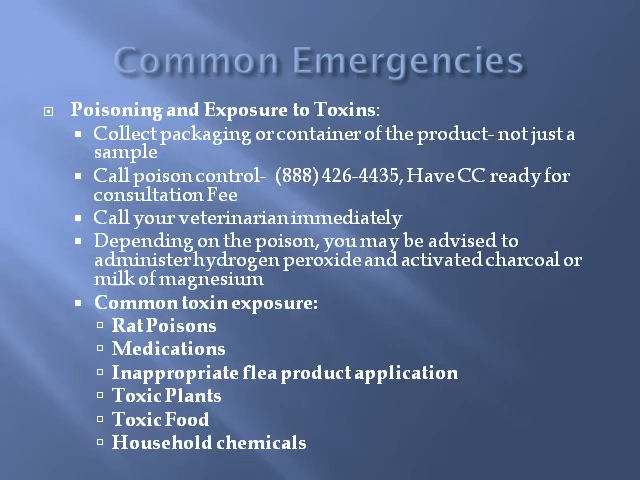 Common Emergencies
Poisoning and Exposure to Toxins:
Collect packaging or container of the product- not just a
sample
Call poison control- (888) 426-4435, Have CC ready for
consultation Fee
Call your veterinarian immediately
Depending on the poison, you may be advised to
administer hydrogen peroxide and activated charcoal or
milk of magnesium
Common toxin exposure:
Rat Poisons
Medications
Inappropriate flea product application
Toxic Plants
Toxic Food
Household chemicals